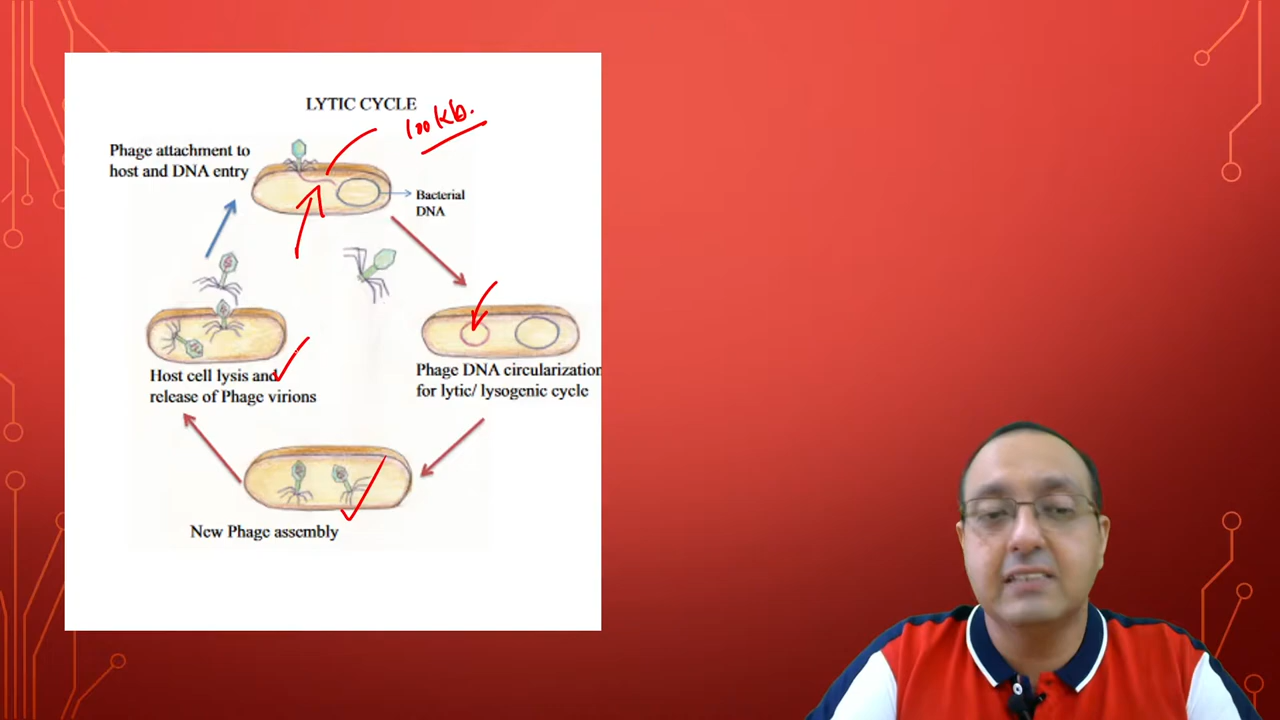 LYTIC CYCLE
100 Kb.
Phage attachment to
host and DNA entry
Bacterial
DNA
Phage DNA circularization
for lytic/ lysogenic cycle
Host cell lysis and
release of Phage virions
New Phage assembly